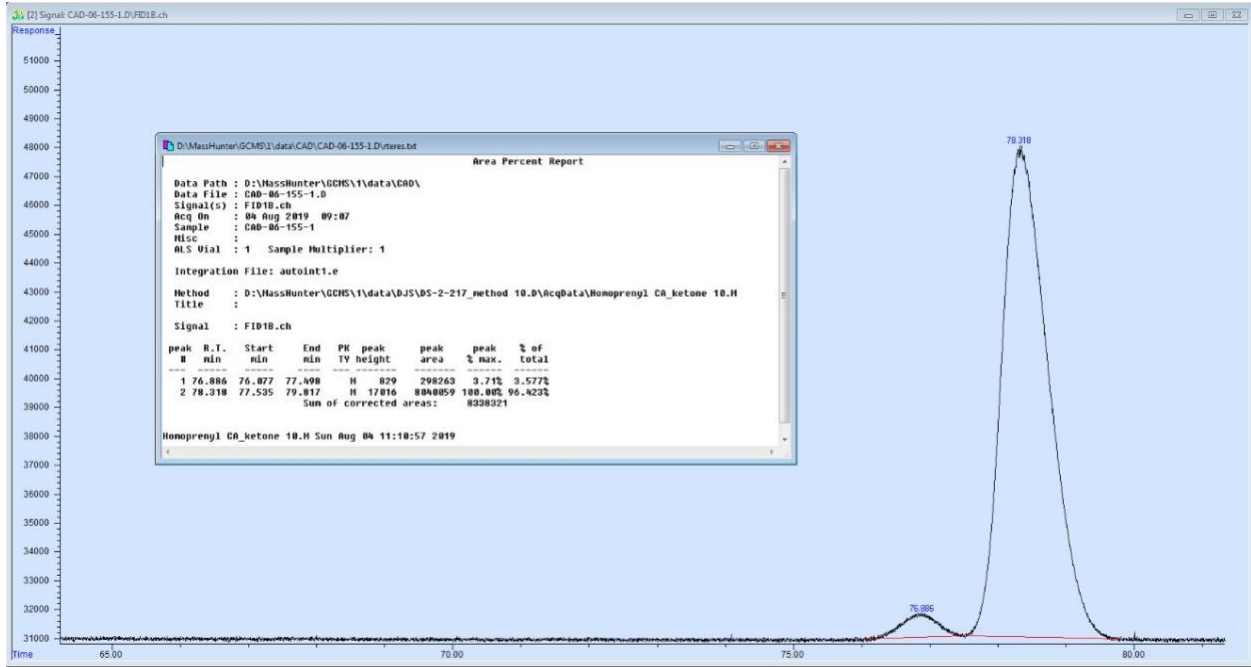 [2] Signal: CAD-06-155-1.D\FID1B.ch
Response_
51000
50000
49000
48000
47000
46000
45000
44000
43000
42000
41000
40000
39000
38000
37000
36000
35000
34000
33000
32000
31000
Time
65.00
70.00
75.00
80.00
76.886
78.318
D:\MassHunter\GCMS\1\data\CAD\CAD-06-155-1.D\rteres.txt
Area Percent Report
Data Path : D:\MassHunter\GCMS\1\data\CAD\
Data File : CAD-06-155-1.D
Signal(s) : FID1B.ch
Acq On : 04 Aug 2019 09:07
Sample : CAD-06-155-1
Misc :
ALS Vial : 1 Sample Multiplier: 1
Integration File: autoint1.e
Method : D:\MassHunter\GCMS\1\data\DJS\DS-2-217_method 10.D\AcqData\Homoprenyl CA_ketone 10.M
Title :
Signal : FID1B.ch
peak R.T. Start End PK peak peak peak % of
# min min min TY height area % max. total
--- ----- ----- ----- --- ------- ------- ------ -------
1 76.886 76.077 77.498 M 829 298263 3.71% 3.577%
2 78.318 77.535 79.817 M 17016 8040059 100.00% 96.423%
Sum of corrected areas: 8338321
Homoprenyl CA_ketone 10.M Sun Aug 04 11:10:57 2019